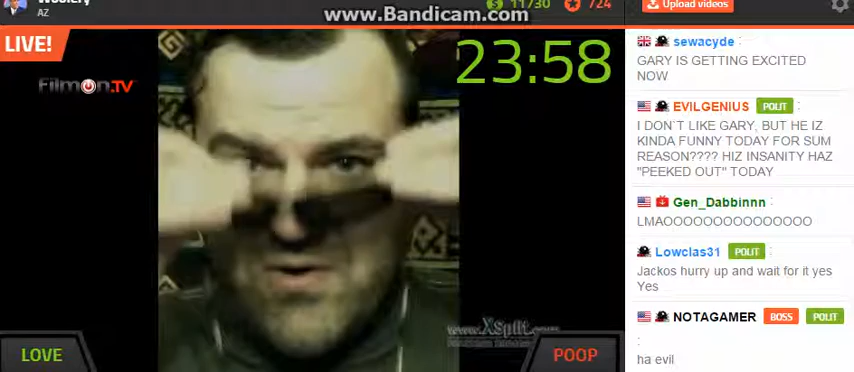 www.Bandicam.com
AZ
11730
724
Upload videos
LIVE!
FilmOn.TV
23:58
sewacyde :
GARY IS GETTING EXCITED
NOW
EVILGENIUS POLIT :
I DON`T LIKE GARY, BUT HE IZ
KINDA FUNNY TODAY FOR SUM
REASON???? HIZ INSANITY HAZ
"PEEKED OUT" TODAY
Gen_Dabbinnn :
LMAOOOOOOOOOOOOOOO
Lowclas31 POLIT :
Jackos hurry up and wait for it yes
Yes
NOTAGAMER BOSS POLIT
:
ha evil
www.XSplit.com
LOVE
POOP